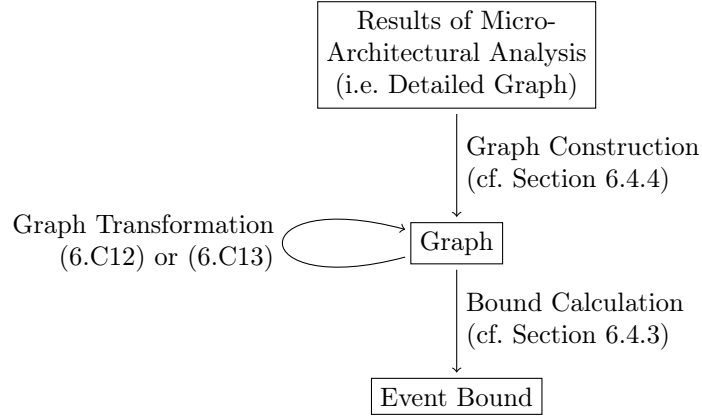 Results of Micro-
Architectural Analysis
(i.e. Detailed Graph)
Graph Construction
(cf. Section 6.4.4)
Graph Transformation
(6.C12) or (6.C13)
Graph
Bound Calculation
(cf. Section 6.4.3)
Event Bound